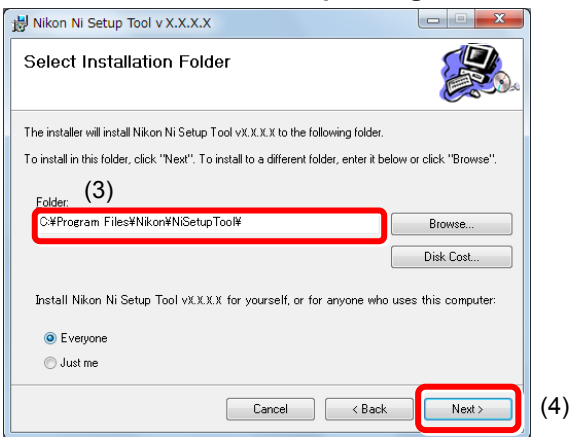 Nikon Ni Setup Tool v X.X.X.X
Select Installation Folder
The installer will install Nikon Ni Setup Tool vX.X.X.X to the following folder.
To install in this folder, click "Next". To install to a different folder, enter it below or click "Browse".
(3)
Folder:
C:¥Program Files¥Nikon¥NiSetupTool¥
Browse...
Disk Cost...
Install Nikon Ni Setup Tool vX.X.X.X for yourself, or for anyone who uses this computer:
Everyone
Just me
Cancel
< Back
Next >
(4)